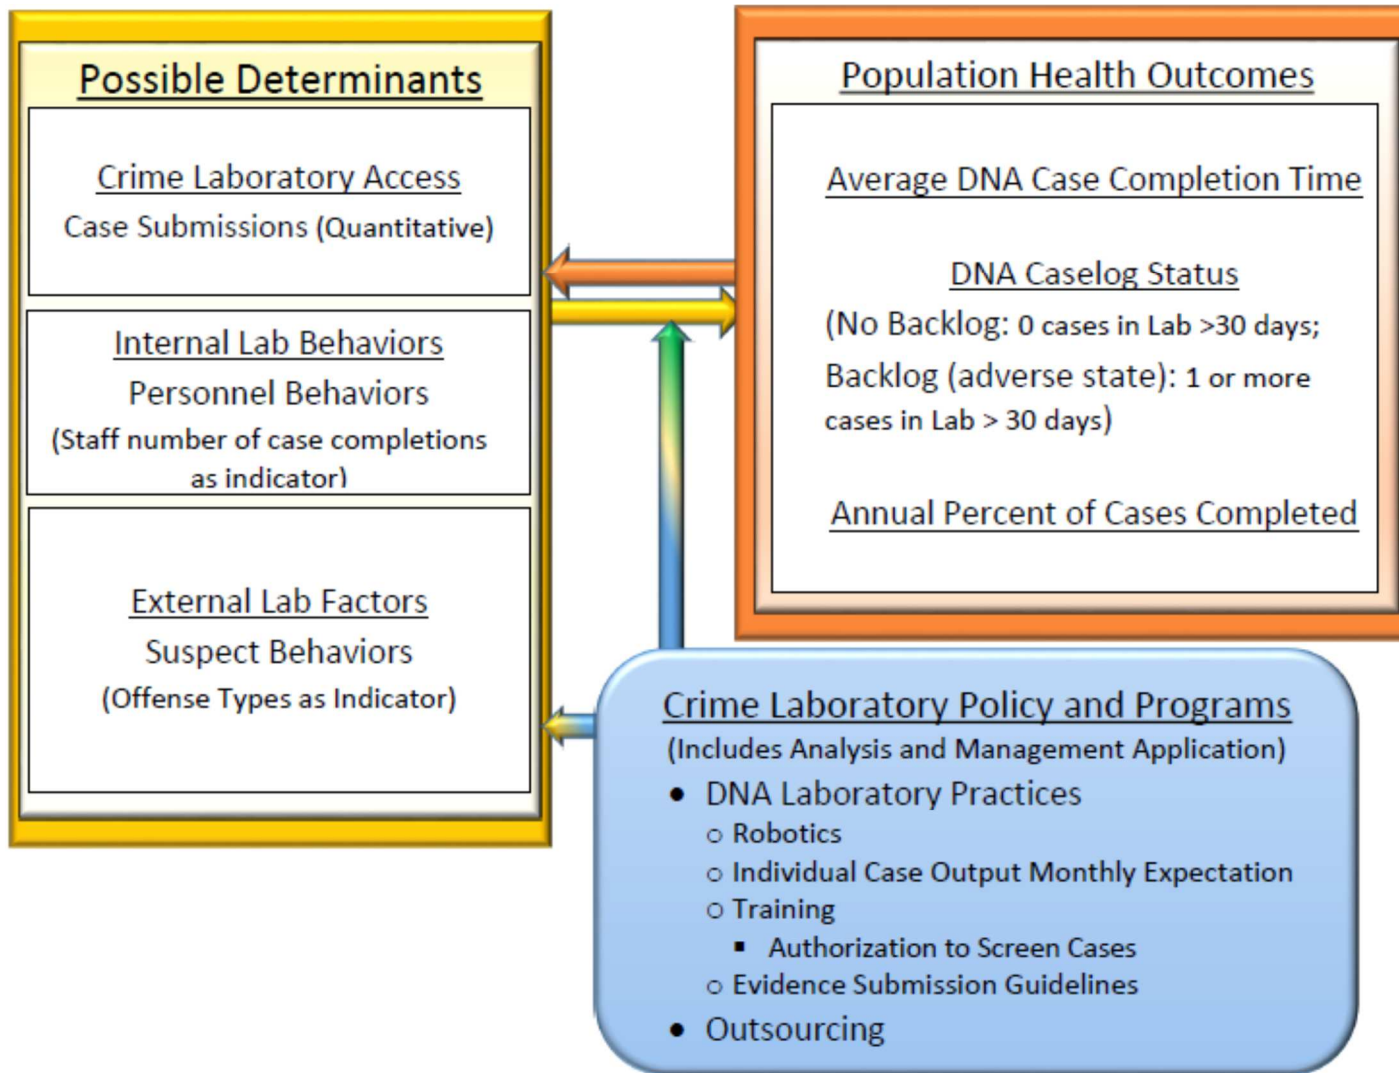 Possible Determinants
Crime Laboratory Access
Case Submissions (Quantitative)
Internal Lab Behaviors
Personnel Behaviors
(Staff number of case completions
as indicator)
External Lab Factors
Suspect Behaviors
(Offense Types as Indicator)
Population Health Outcomes
Average DNA Case Completion Time
DNA Caselog Status
(No Backlog: 0 cases in Lab >30 days;
Backlog (adverse state): 1 or more
cases in Lab > 30 days)
Annual Percent of Cases Completed
Crime Laboratory Policy and Programs
(Includes Analysis and Management Application)
● DNA Laboratory Practices
○ Robotics
○ Individual Case Output Monthly Expectation
○ Training
▪ Authorization to Screen Cases
○ Evidence Submission Guidelines
● Outsourcing